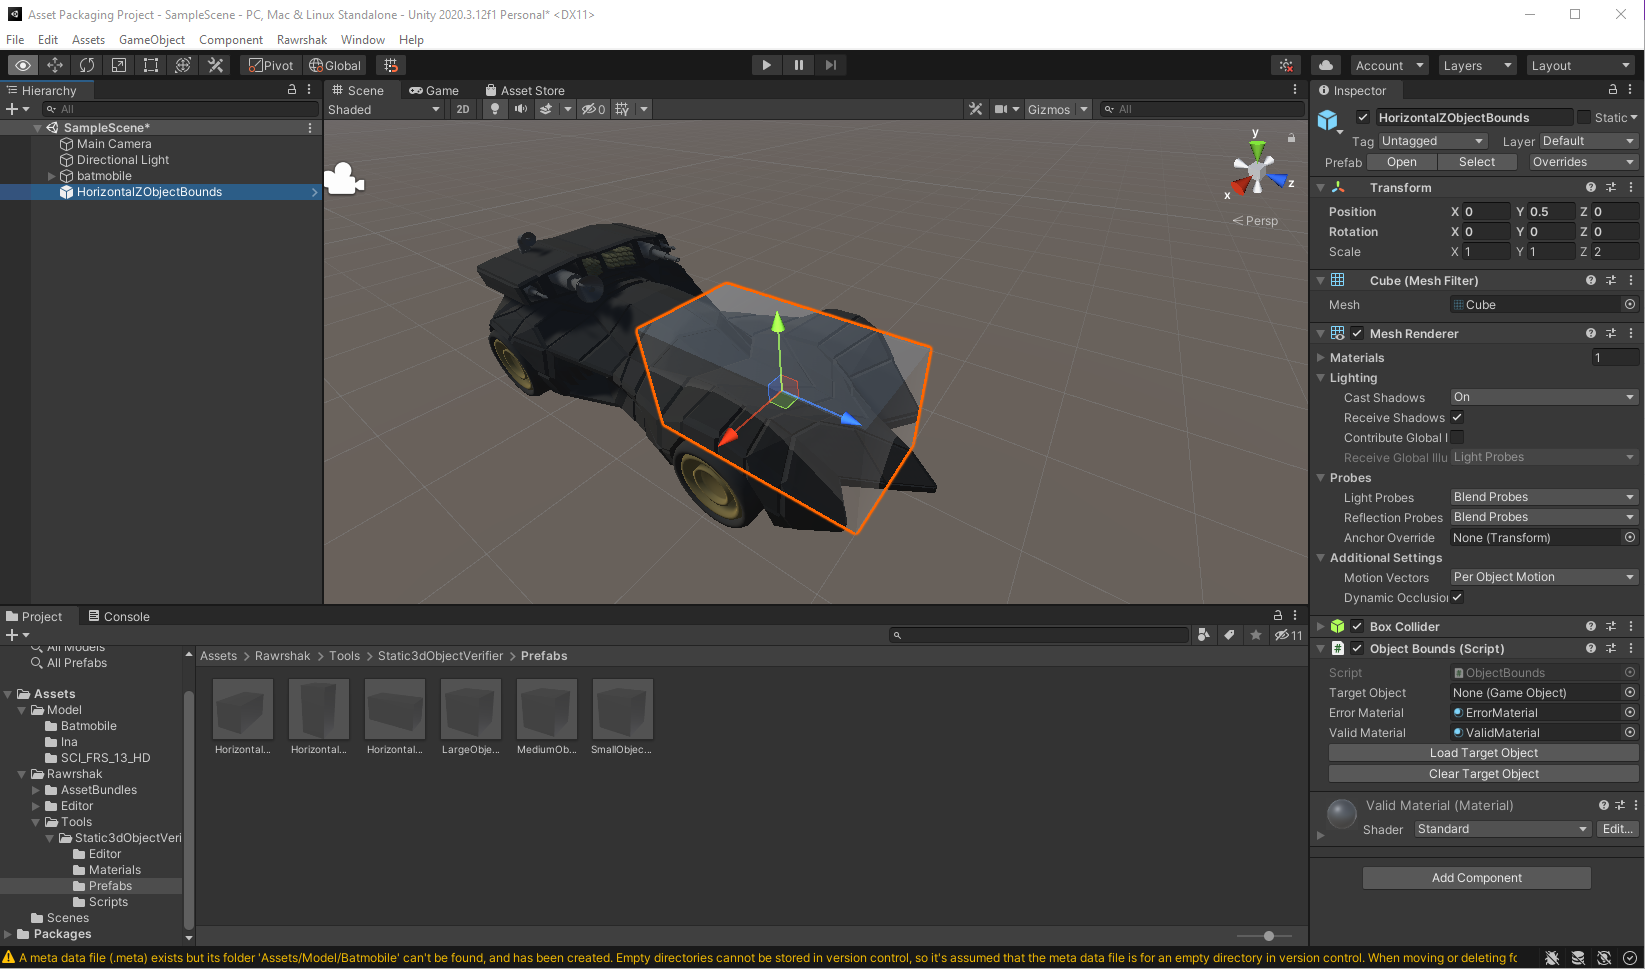 Asset Packaging Project - SampleScene - PC, Mac & Linux Standalone - Unity 2020.3.12f1 Personal* <DX11>
File Edit Assets GameObject Component Rawrshak Window Help
Pivot Global Account Layers Layout
Hierarchy
All
SampleScene*
Main Camera
Directional Light
batmobile
HorizontalZObjectBounds
Scene Game Asset Store
Shaded 2D 0 Gizmos All
y
x
z
Persp
Inspector
HorizontalZObjectBounds Static
Tag Untagged Layer Default
Prefab Open Select Overrides
Transform
Position X 0 Y 0.5 Z 0
Rotation X 0 Y 0 Z 0
Scale X 1 Y 1 Z 2
Cube (Mesh Filter)
Mesh Cube
Mesh Renderer
Materials 1
Lighting
Cast Shadows On
Receive Shadows
Contribute Global I
Receive Global Illu Light Probes
Probes
Light Probes Blend Probes
Reflection Probes Blend Probes
Anchor Override None (Transform)
Additional Settings
Motion Vectors Per Object Motion
Dynamic Occlusion
Box Collider
Object Bounds (Script)
Script ObjectBounds
Target Object None (Game Object)
Error Material ErrorMaterial
Valid Material ValidMaterial
Load Target Object
Clear Target Object
Valid Material (Material)
Shader Standard Edit...
Add Component
Project Console
11
All Models
All Prefabs
Assets
Model
Batmobile
Ina
SCI_FRS_13_HD
Rawrshak
AssetBundles
Editor
Tools
Static3dObjectVeri
Editor
Materials
Prefabs
Scripts
Scenes
Packages
Assets > Rawrshak > Tools > Static3dObjectVerifier > Prefabs
Horizontal... Horizontal... Horizontal... LargeObje... MediumOb... SmallObjec...
A meta data file (.meta) exists but its folder 'Assets/Model/Batmobile' can't be found, and has been created. Empty directories cannot be stored in version control, so it's assumed that the meta data file is for an empty directory in version control. When moving or deleting fo